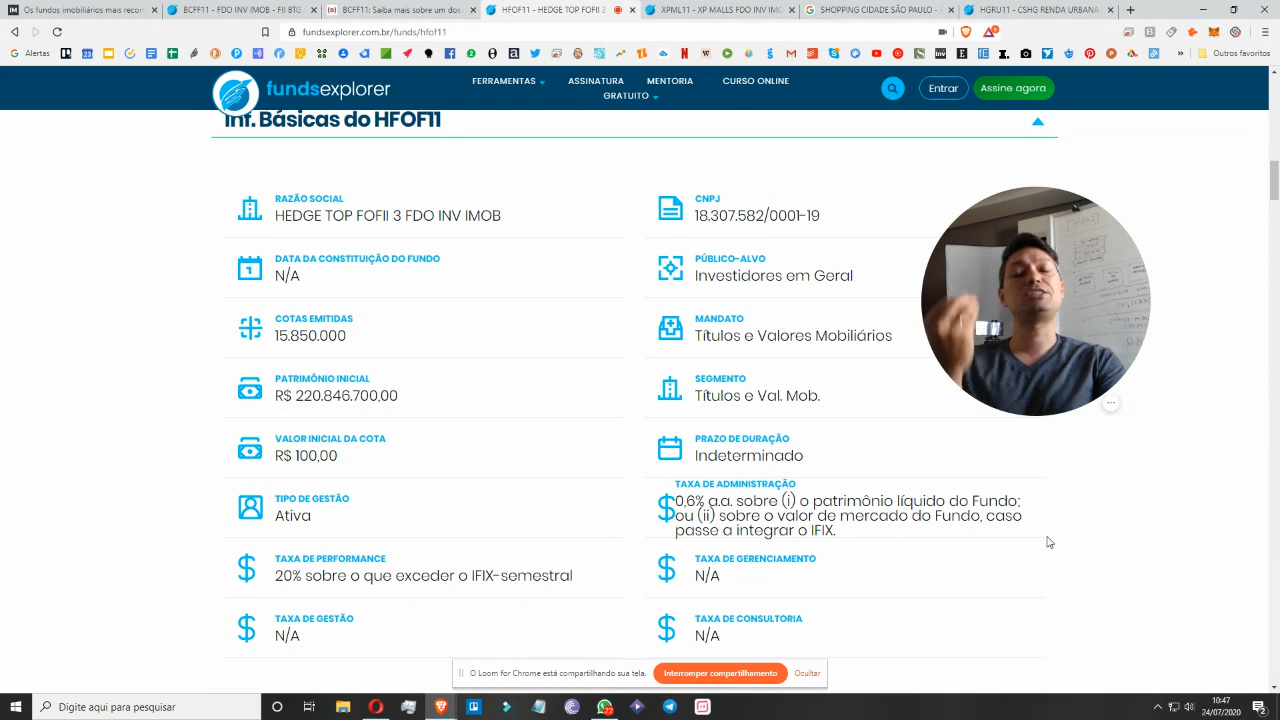 Os fundos imobiliários mais recom
BCFF11 - FDO INV IMOB - FII BTG
BCFF11: Saiba mais sobre um dos
HFOF11 - HEDGE TOP FOFII 3
XPML11 - XP MALLS FDO INV IMO
SHOPPING CIDADE SÃO PAULO -
HGRU11 - CSHG RENDA URBANA
fundsexplorer.com.br/funds/hfof11
Alertas
Outros favoritos
fundsexplorer
FERRAMENTAS
ASSINATURA
MENTORIA
CURSO ONLINE
GRATUITO
Entrar
Assine agora
Inf. Básicas do HFOF11
RAZÃO SOCIAL
HEDGE TOP FOFII 3 FDO INV IMOB
CNPJ
18.307.582/0001-19
DATA DA CONSTITUIÇÃO DO FUNDO
N/A
PÚBLICO-ALVO
Investidores em Geral
COTAS EMITIDAS
15.850.000
MANDATO
Títulos e Valores Mobiliários
PATRIMÔNIO INICIAL
R$ 220.846.700,00
SEGMENTO
Títulos e Val. Mob.
VALOR INICIAL DA COTA
R$ 100,00
PRAZO DE DURAÇÃO
Indeterminado
TIPO DE GESTÃO
Ativa
TAXA DE ADMINISTRAÇÃO
0,6% a.a. sobre (i) o patrimônio líquido do Fundo;
ou (ii) sobre o valor de mercado do Fundo, caso
passe a integrar o IFIX.
TAXA DE PERFORMANCE
20% sobre o que exceder o IFIX-semestral
TAXA DE GERENCIAMENTO
N/A
TAXA DE GESTÃO
N/A
TAXA DE CONSULTORIA
N/A
O Loom for Chrome está compartilhando sua tela.
Interromper compartilhamento
Ocultar
Digite aqui para pesquisar
22
10:47
24/07/2020
2